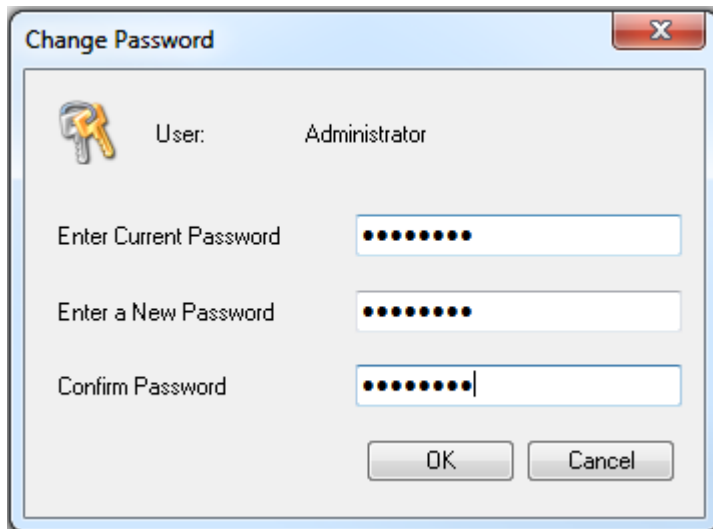 Change Password
User: Administrator
Enter Current Password ●●●●●●●●
Enter a New Password ●●●●●●●●
Confirm Password ●●●●●●●●
OK Cancel